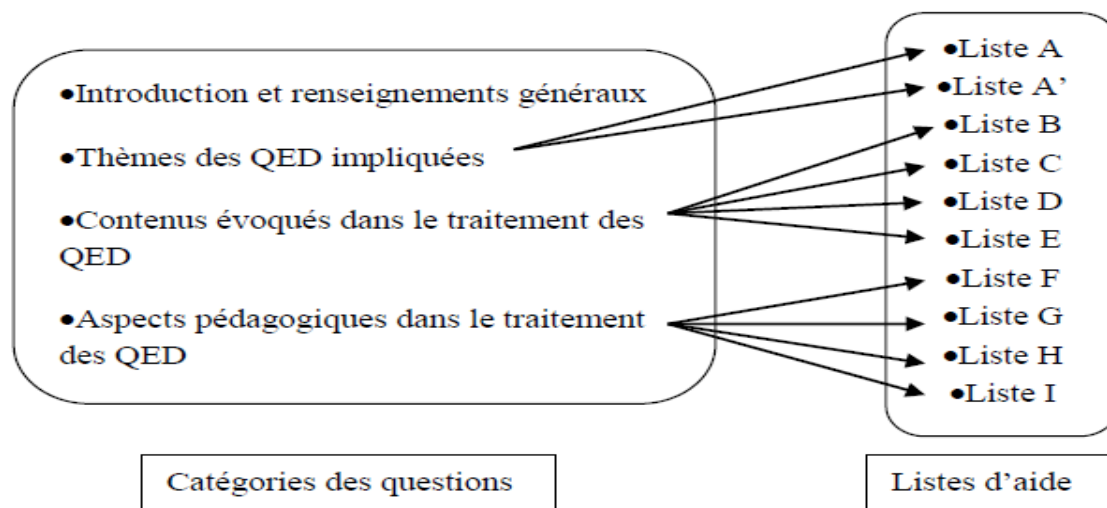 •Introduction et renseignements généraux
•Thèmes des QED impliquées
•Contenus évoqués dans le traitement des
QED
•Aspects pédagogiques dans le traitement
des QED
•Liste A
•Liste A’
•Liste B
•Liste C
•Liste D
•Liste E
•Liste F
•Liste G
•Liste H
•Liste I
Catégories des questions
Listes d’aide